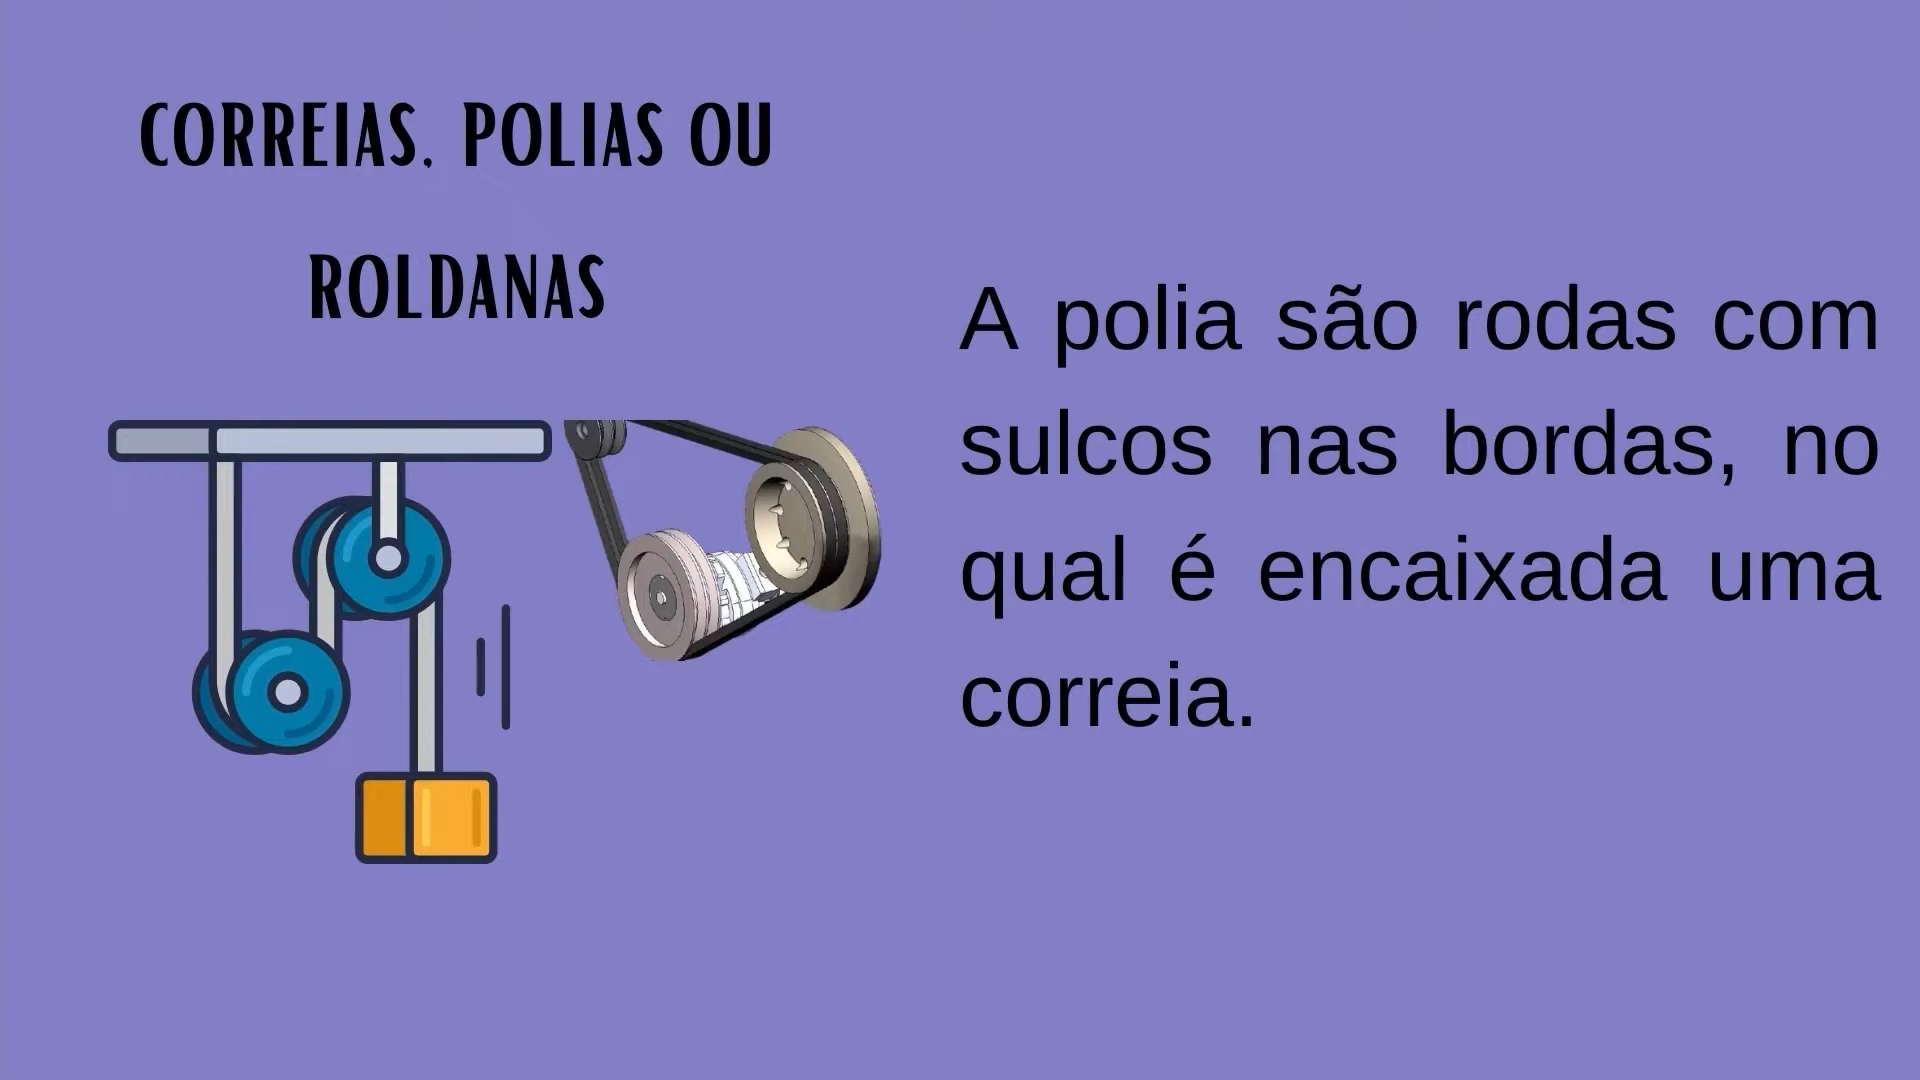 CORREIAS, POLIAS OU
ROLDANAS
A polia são rodas com
sulcos nas bordas, no
qual é encaixada uma
correia.